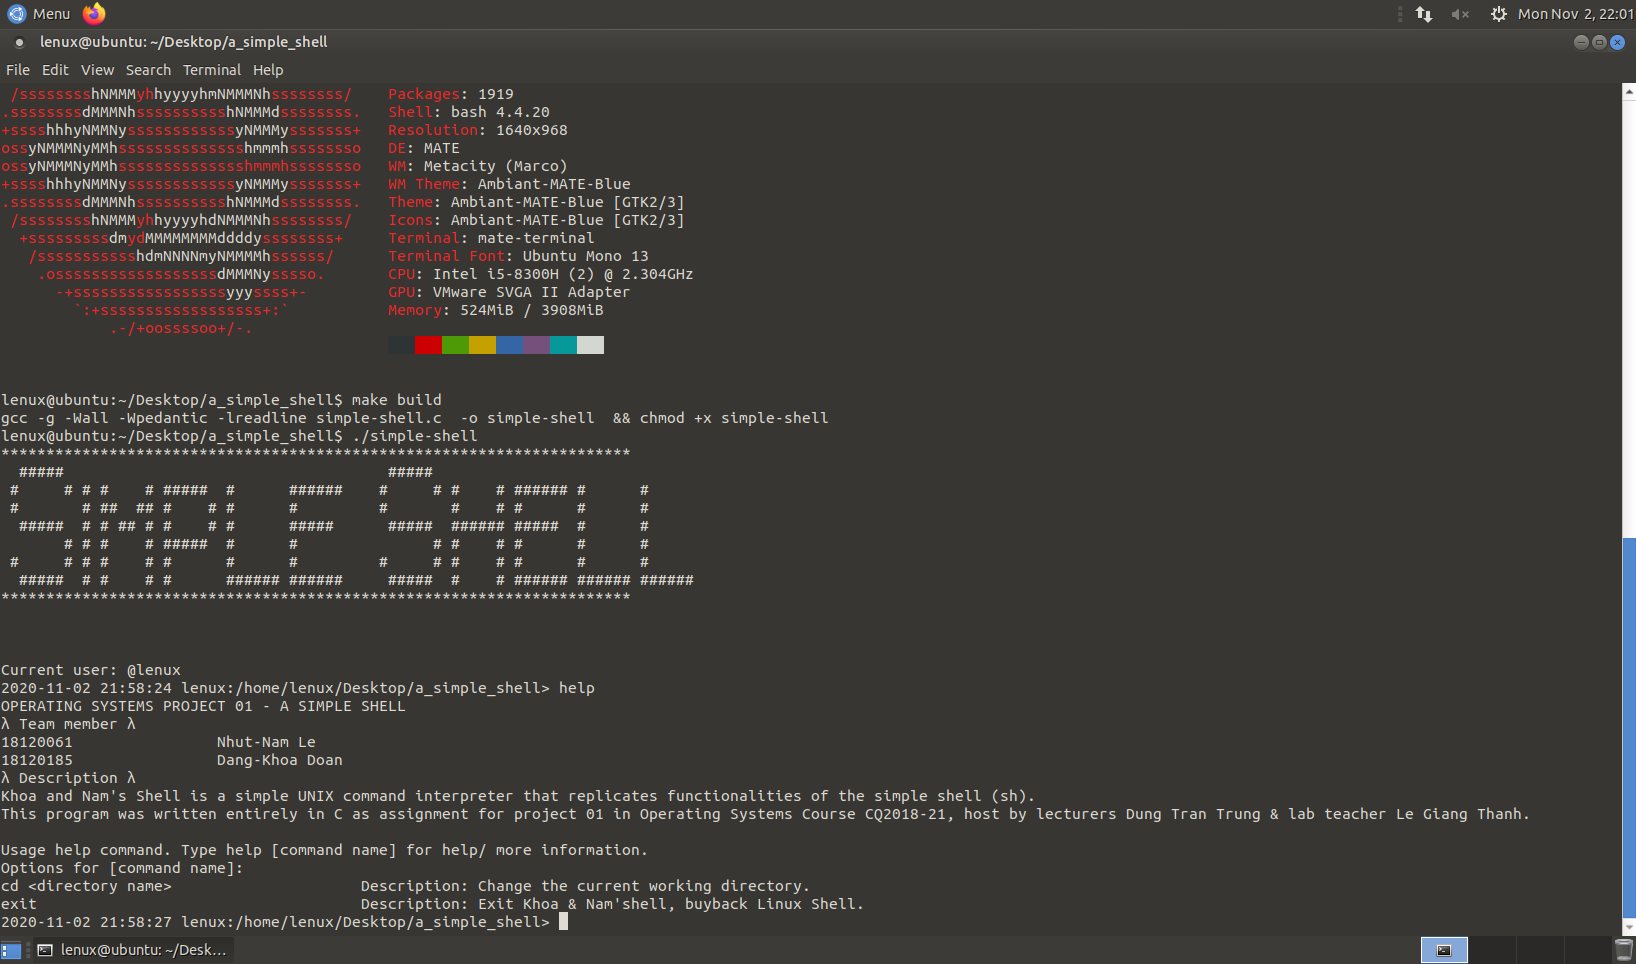 Menu Mon Nov 2, 22:01
lenux@ubuntu: ~/Desktop/a_simple_shell
File Edit View Search Terminal Help
/sssssssshNMMMyhhyyyyhmNMMMNhssssssss/ Packages: 1919
.ssssssssdMMMNhsssssssssshNMMMdssssssss. Shell: bash 4.4.20
+sssshhhyNMMNyssssssssssssyNMMMysssssss+ Resolution: 1640x968
ossyNMMMNyMMhsssssssssssssshmmmhssssssso DE: MATE
ossyNMMMNyMMhsssssssssssssshmmmhssssssso WM: Metacity (Marco)
+sssshhhyNMMNyssssssssssssyNMMMysssssss+ WM Theme: Ambiant-MATE-Blue
.ssssssssdMMMNhsssssssssshNMMMdssssssss. Theme: Ambiant-MATE-Blue [GTK2/3]
/sssssssshNMMMyhhyyyyhdNMMMNhssssssss/ Icons: Ambiant-MATE-Blue [GTK2/3]
+sssssssssdmydMMMMMMMMddddyssssssss+ Terminal: mate-terminal
/ssssssssssshdmNNNNmyNMMMMhssssss/ Terminal Font: Ubuntu Mono 13
.ossssssssssssssssssdMMMNysssso. CPU: Intel i5-8300H (2) @ 2.304GHz
-+sssssssssssssssssyyyssss+- GPU: VMware SVGA II Adapter
`:+ssssssssssssssssss+:` Memory: 524MiB / 3908MiB
.-/+oossssoo+/-.
lenux@ubuntu:~/Desktop/a_simple_shell$ make build
gcc -g -Wall -Wpedantic -lreadline simple-shell.c  -o simple-shell  && chmod +x simple-shell
lenux@ubuntu:~/Desktop/a_simple_shell$ ./simple-shell
**********************************************************************
  #####                                    #####
 #     # # #    # #####  #      ######    #     # #    # ###### #      #
 #       # ##  ## #    # #      #         #       #    # #      #      #
  #####  # # ## # #    # #      #####      #####  ###### #####  #      #
       # # #    # #####  #      #               # #    # #      #      #
 #     # # #    # #      #      #         #     # #    # #      #      #
  #####  # #    # #      ###### ######     #####  #    # ###### ###### ######
**********************************************************************
Current user: @lenux
2020-11-02 21:58:24 lenux:/home/lenux/Desktop/a_simple_shell> help
OPERATING SYSTEMS PROJECT 01 - A SIMPLE SHELL
λ Team member λ
18120061 Nhut-Nam Le
18120185 Dang-Khoa Doan
λ Description λ
Khoa and Nam's Shell is a simple UNIX command interpreter that replicates functionalities of the simple shell (sh).
This program was written entirely in C as assignment for project 01 in Operating Systems Course CQ2018-21, host by lecturers Dung Tran Trung & lab teacher Le Giang Thanh.
Usage help command. Type help [command name] for help/ more information.
Options for [command name]:
cd <directory name> Description: Change the current working directory.
exit Description: Exit Khoa & Nam'shell, buyback Linux Shell.
2020-11-02 21:58:27 lenux:/home/lenux/Desktop/a_simple_shell>
lenux@ubuntu: ~/Desk...